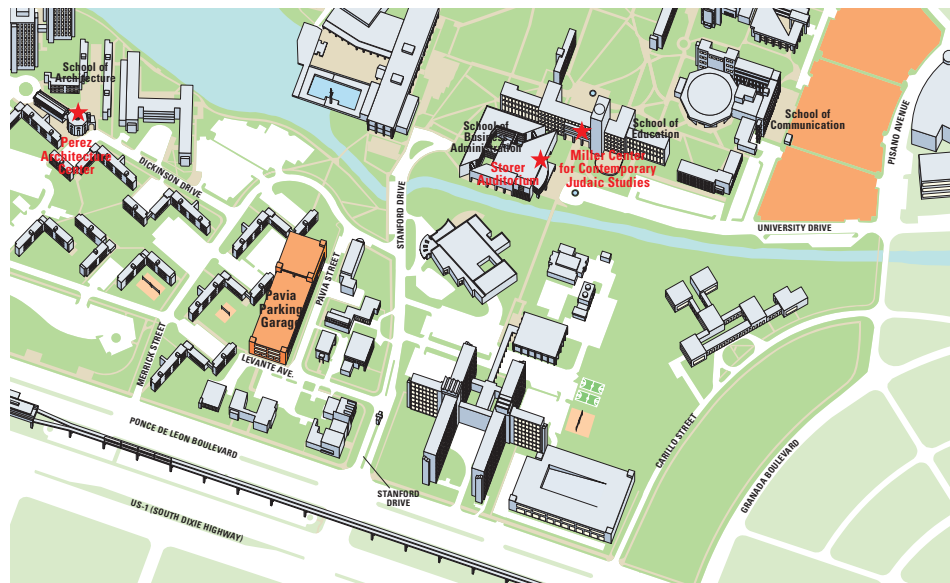 School of
Architecture
Perez
Architecture
Center
DICKINSON DRIVE
School of
Business
Administration
Storer
Auditorium
Miller Center
for Contemporary
Judaic Studies
School of
Education
School of
Communication
PISANO AVENUE
UNIVERSITY DRIVE
STANFORD DRIVE
PAVIA STREET
Pavia
Parking
Garage
LEVANTE AVE.
MERRICK STREET
PONCE DE LEON BOULEVARD
US-1 (SOUTH DIXIE HIGHWAY)
STANFORD
DRIVE
CARILLO STREET
GRANADA BOULEVARD